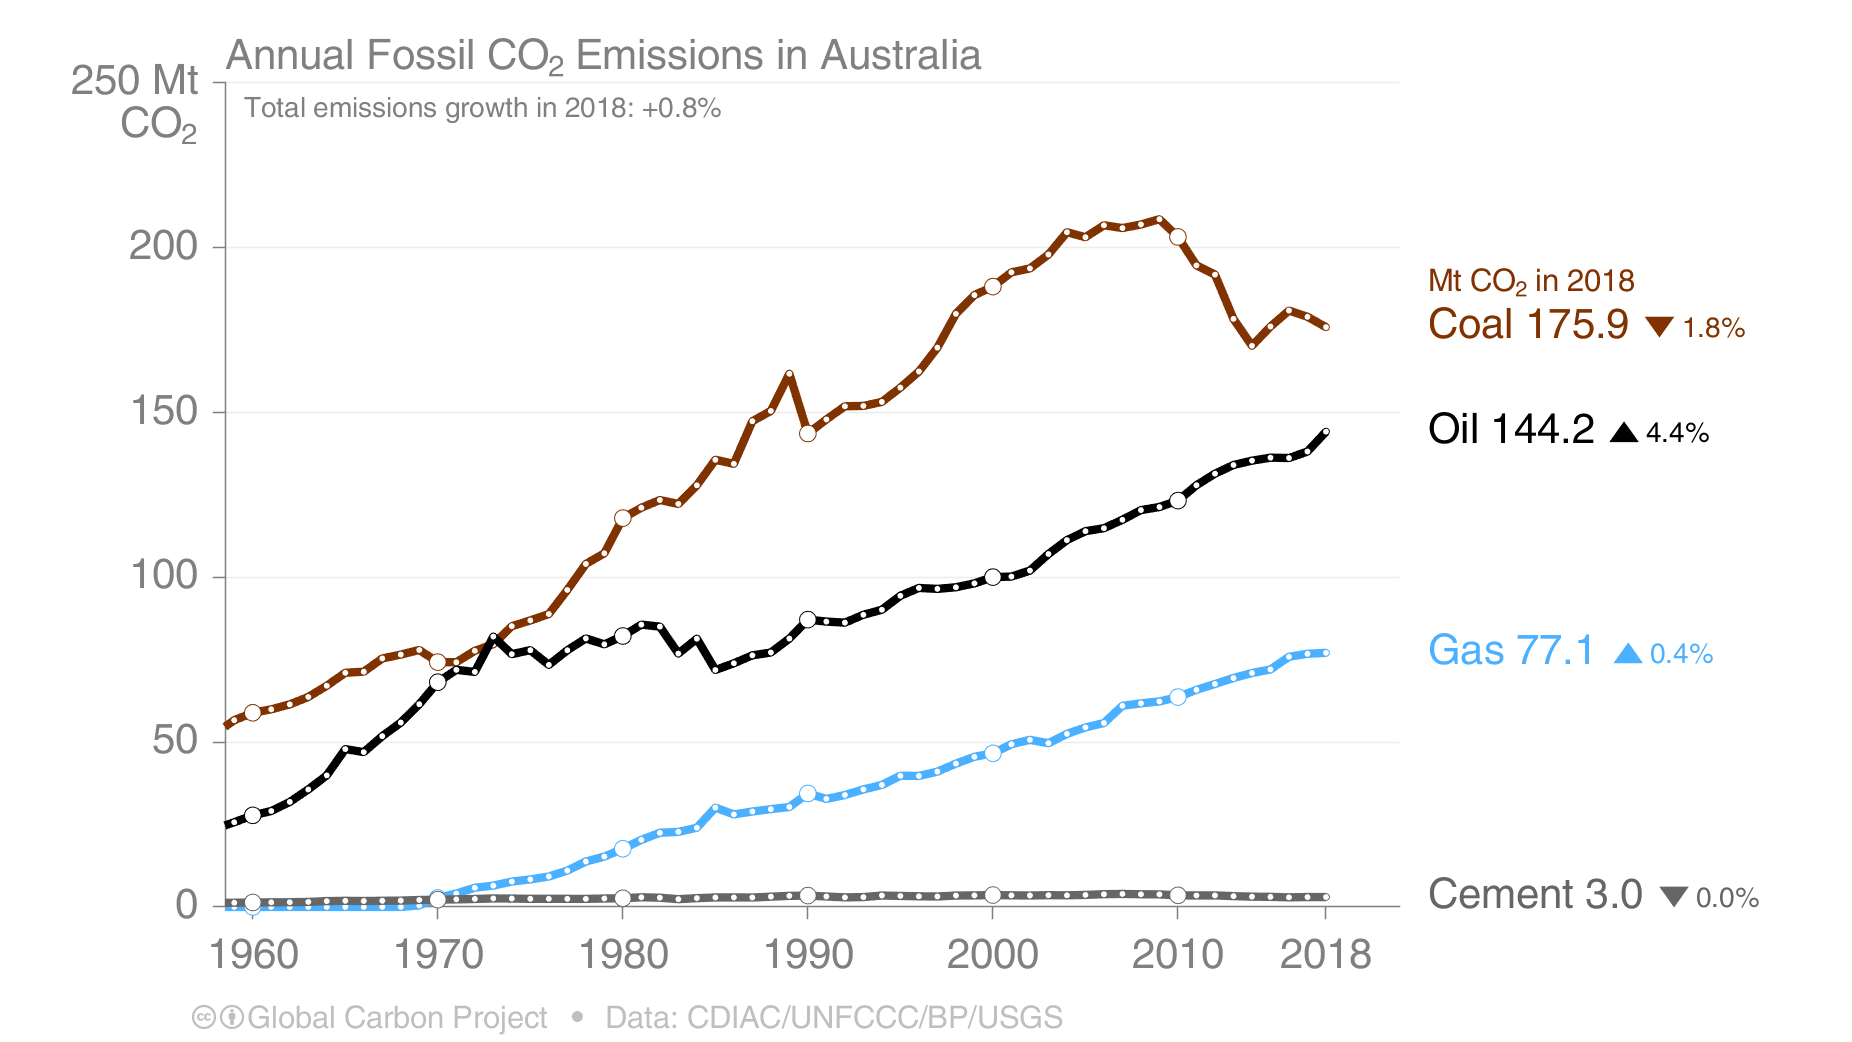 Annual Fossil CO₂ Emissions in Australia
250 Mt
CO₂
Total emissions growth in 2018: +0.8%
200
150
100
50
0
Mt CO₂ in 2018
Coal 175.9 ▼ 1.8%
Oil 144.2 ▲ 4.4%
Gas 77.1 ▲ 0.4%
Cement 3.0 ▼ 0.0%
1960 1970 1980 1990 2000 2010 2018
cc Global Carbon Project • Data: CDIAC/UNFCCC/BP/USGS